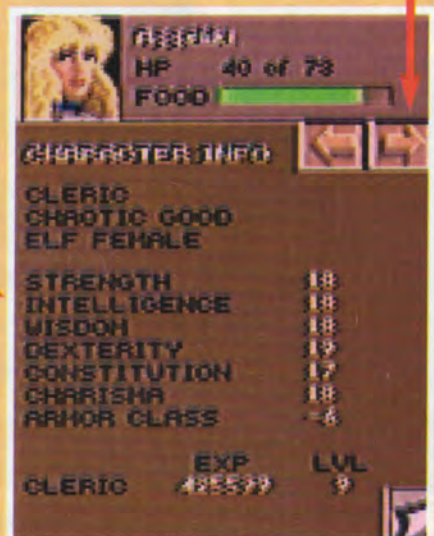 HP 40 of 78
FOOD
CHARACTER INFO
CLERIC
CHAOTIC GOOD
ELF FEMALE
STRENGTH 18
INTELLIGENCE 18
WISDOM 18
DEXTERITY 19
CONSTITUTION 17
CHARISMA 18
ARMOR CLASS -6
EXP LVL
CLERIC 9